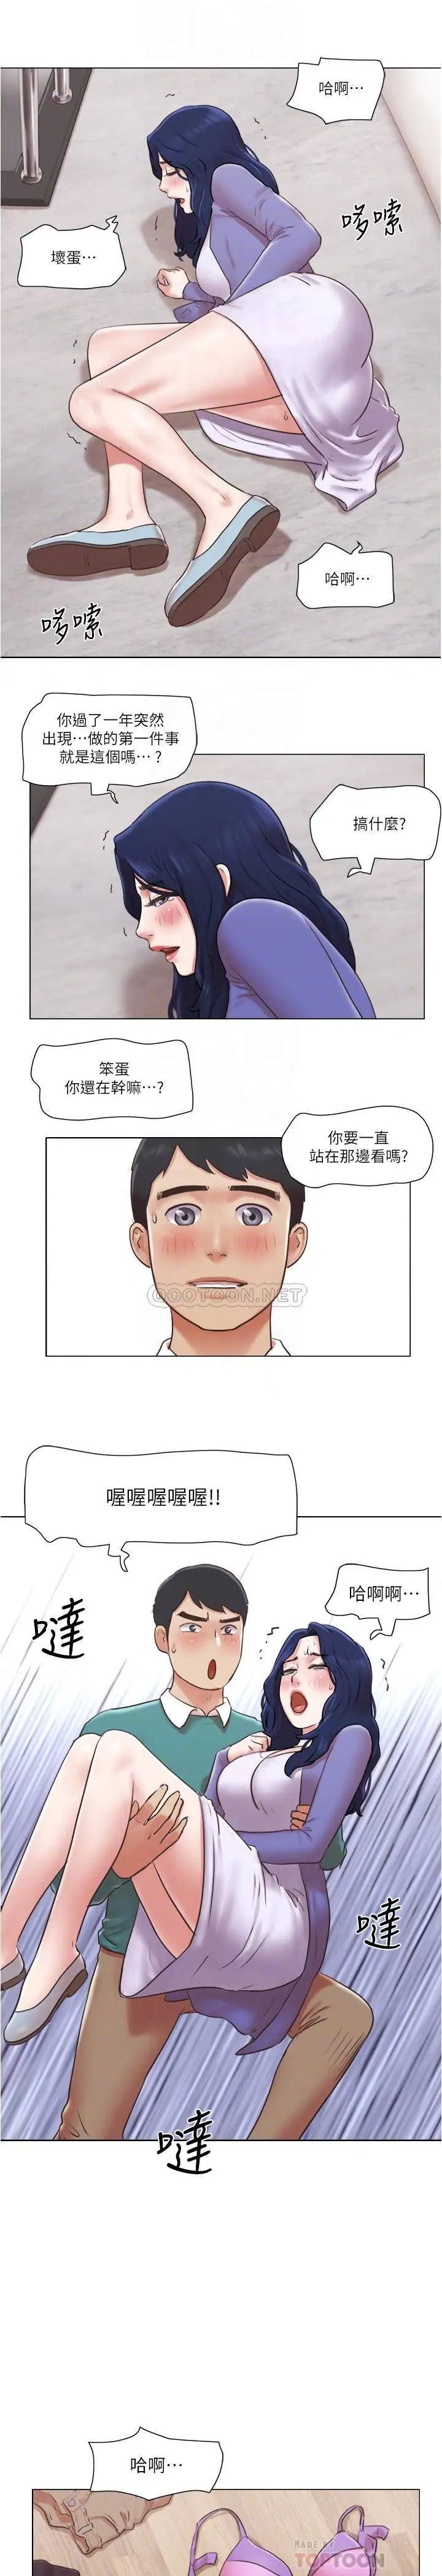 哈啊…
哆嗦
壞蛋…
哈啊…
哆嗦
你過了一年突然
出現…做的第一件事
就是這個嗎…？
搞什麼?
笨蛋
你還在幹嘛…?
你要一直
站在那邊看嗎?
QOOTOON.NET
喔喔喔喔喔!!
哈啊啊…
噠
噠
噠
哈啊…
MADE BY
TOPTOON